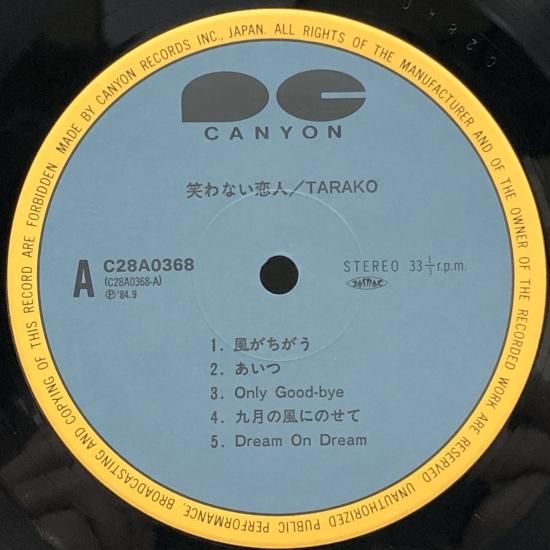 MADE BY CANYON RECORDS INC., JAPAN. ALL RIGHTS OF THE MANUFACTURER AND OF THE OWNER OF THE RECORDED WORK ARE RESERVED. UNAUTHORIZED PUBLIC PERFORMANCE, BROADCASTING AND COPYING OF THIS RECORD ARE FORBIDDEN.
CANYON
笑わない恋人/TARAKO
A
C28A0368
(C28A0368-A)
Ⓟ'84.9
STEREO 33 1/3 r.p.m.
JASRAC
1. 風がちがう
2. あいつ
3. Only Good-bye
4. 九月の風にのせて
5. Dream On Dream